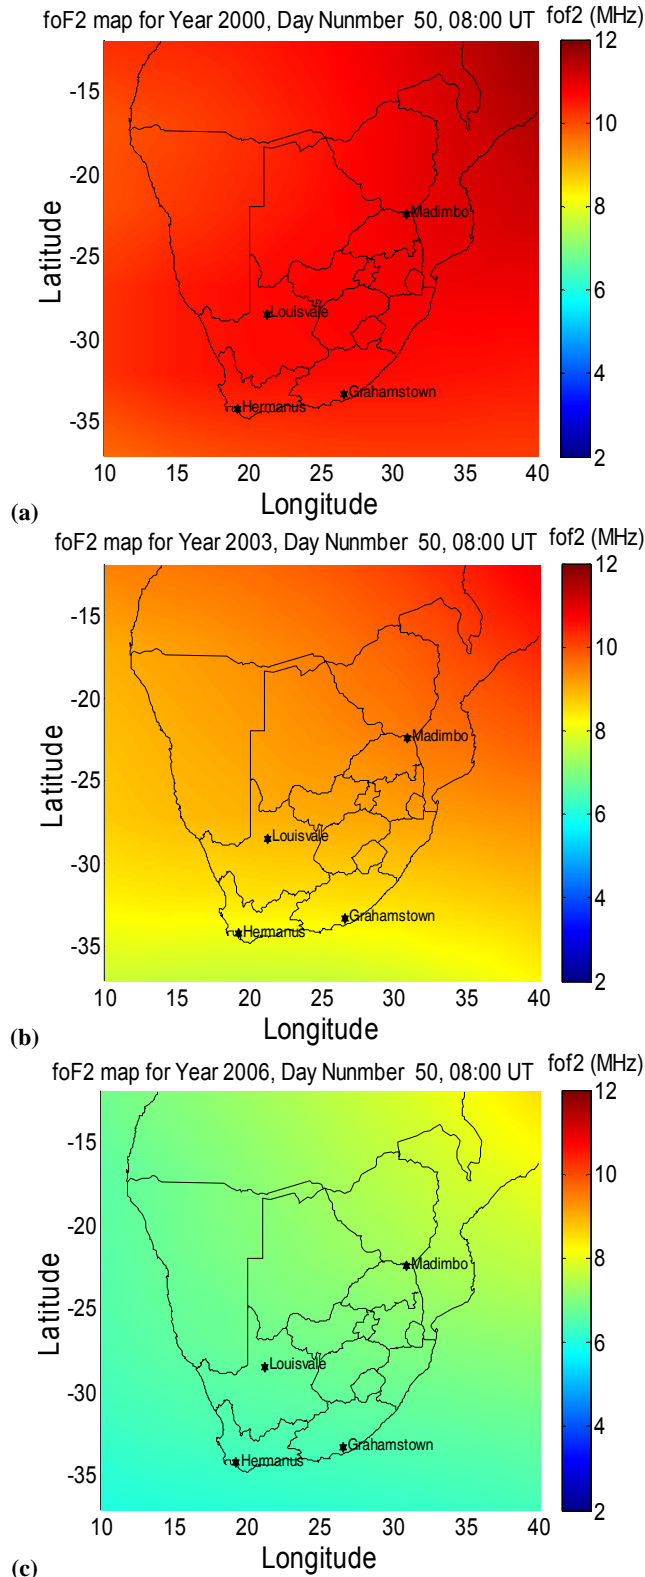 foF2 map for Year 2000, Day Nunmber 50, 08:00 UT
fof2 (MHz)
12
10
8
6
4
2
-15
-20
-25
-30
-35
Latitude
Madimbo
Louisvale
Grahamstown
Hermanus
10 15 20 25 30 35 40
Longitude
(a)
foF2 map for Year 2003, Day Nunmber 50, 08:00 UT
fof2 (MHz)
12
10
8
6
4
2
-15
-20
-25
-30
-35
Latitude
Madimbo
Louisvale
Grahamstown
Hermanus
10 15 20 25 30 35 40
Longitude
(b)
foF2 map for Year 2006, Day Nunmber 50, 08:00 UT
fof2 (MHz)
12
10
8
6
4
2
-15
-20
-25
-30
-35
Latitude
Madimbo
Louisvale
Grahamstown
Hermanus
10 15 20 25 30 35 40
Longitude
(c)